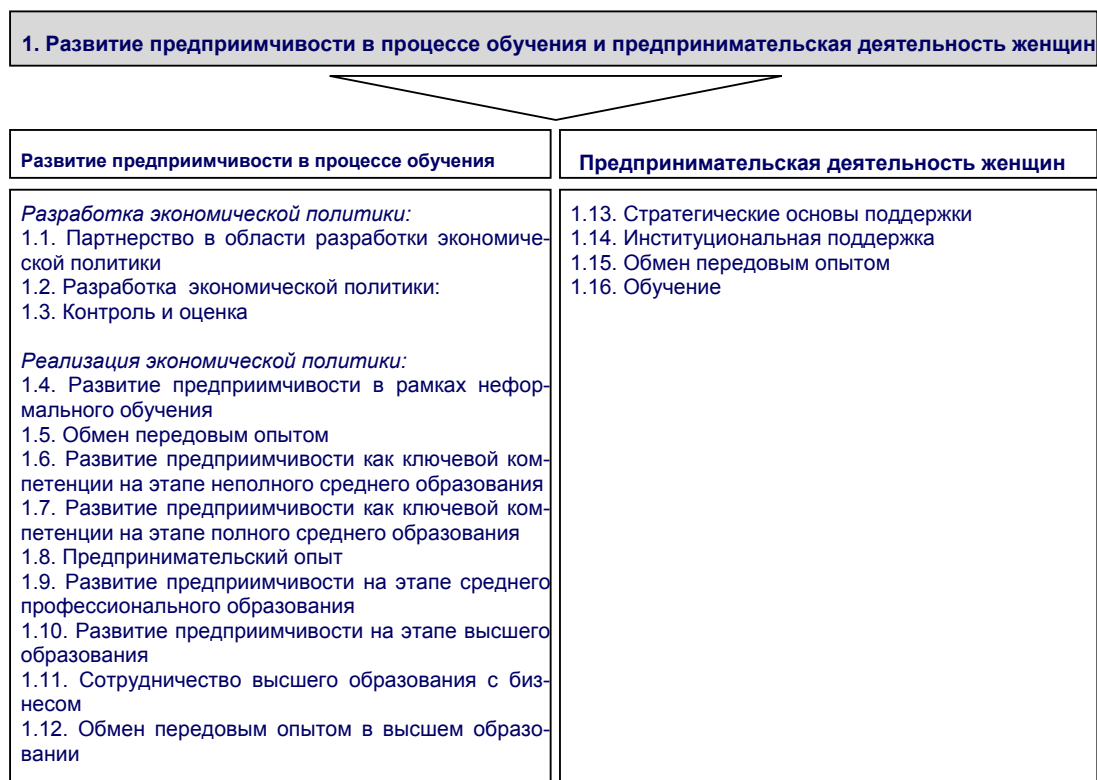 1. Развитие предприимчивости в процессе обучения и предпринимательская деятельность женщин
Развитие предприимчивости в процессе обучения
Предпринимательская деятельность женщин
Разработка экономической политики:
1.1. Партнерство в области разработки экономиче-
ской политики
1.2. Разработка экономической политики:
1.3. Контроль и оценка
Реализация экономической политики:
1.4. Развитие предприимчивости в рамках нефор-
мального обучения
1.5. Обмен передовым опытом
1.6. Развитие предприимчивости как ключевой ком-
петенции на этапе неполного среднего образования
1.7. Развитие предприимчивости как ключевой ком-
петенции на этапе полного среднего образования
1.8. Предпринимательский опыт
1.9. Развитие предприимчивости на этапе среднего
профессионального образования
1.10. Развитие предприимчивости на этапе высшего
образования
1.11. Сотрудничество высшего образования с биз-
несом
1.12. Обмен передовым опытом в высшем образо-
вании
1.13. Стратегические основы поддержки
1.14. Институциональная поддержка
1.15. Обмен передовым опытом
1.16. Обучение